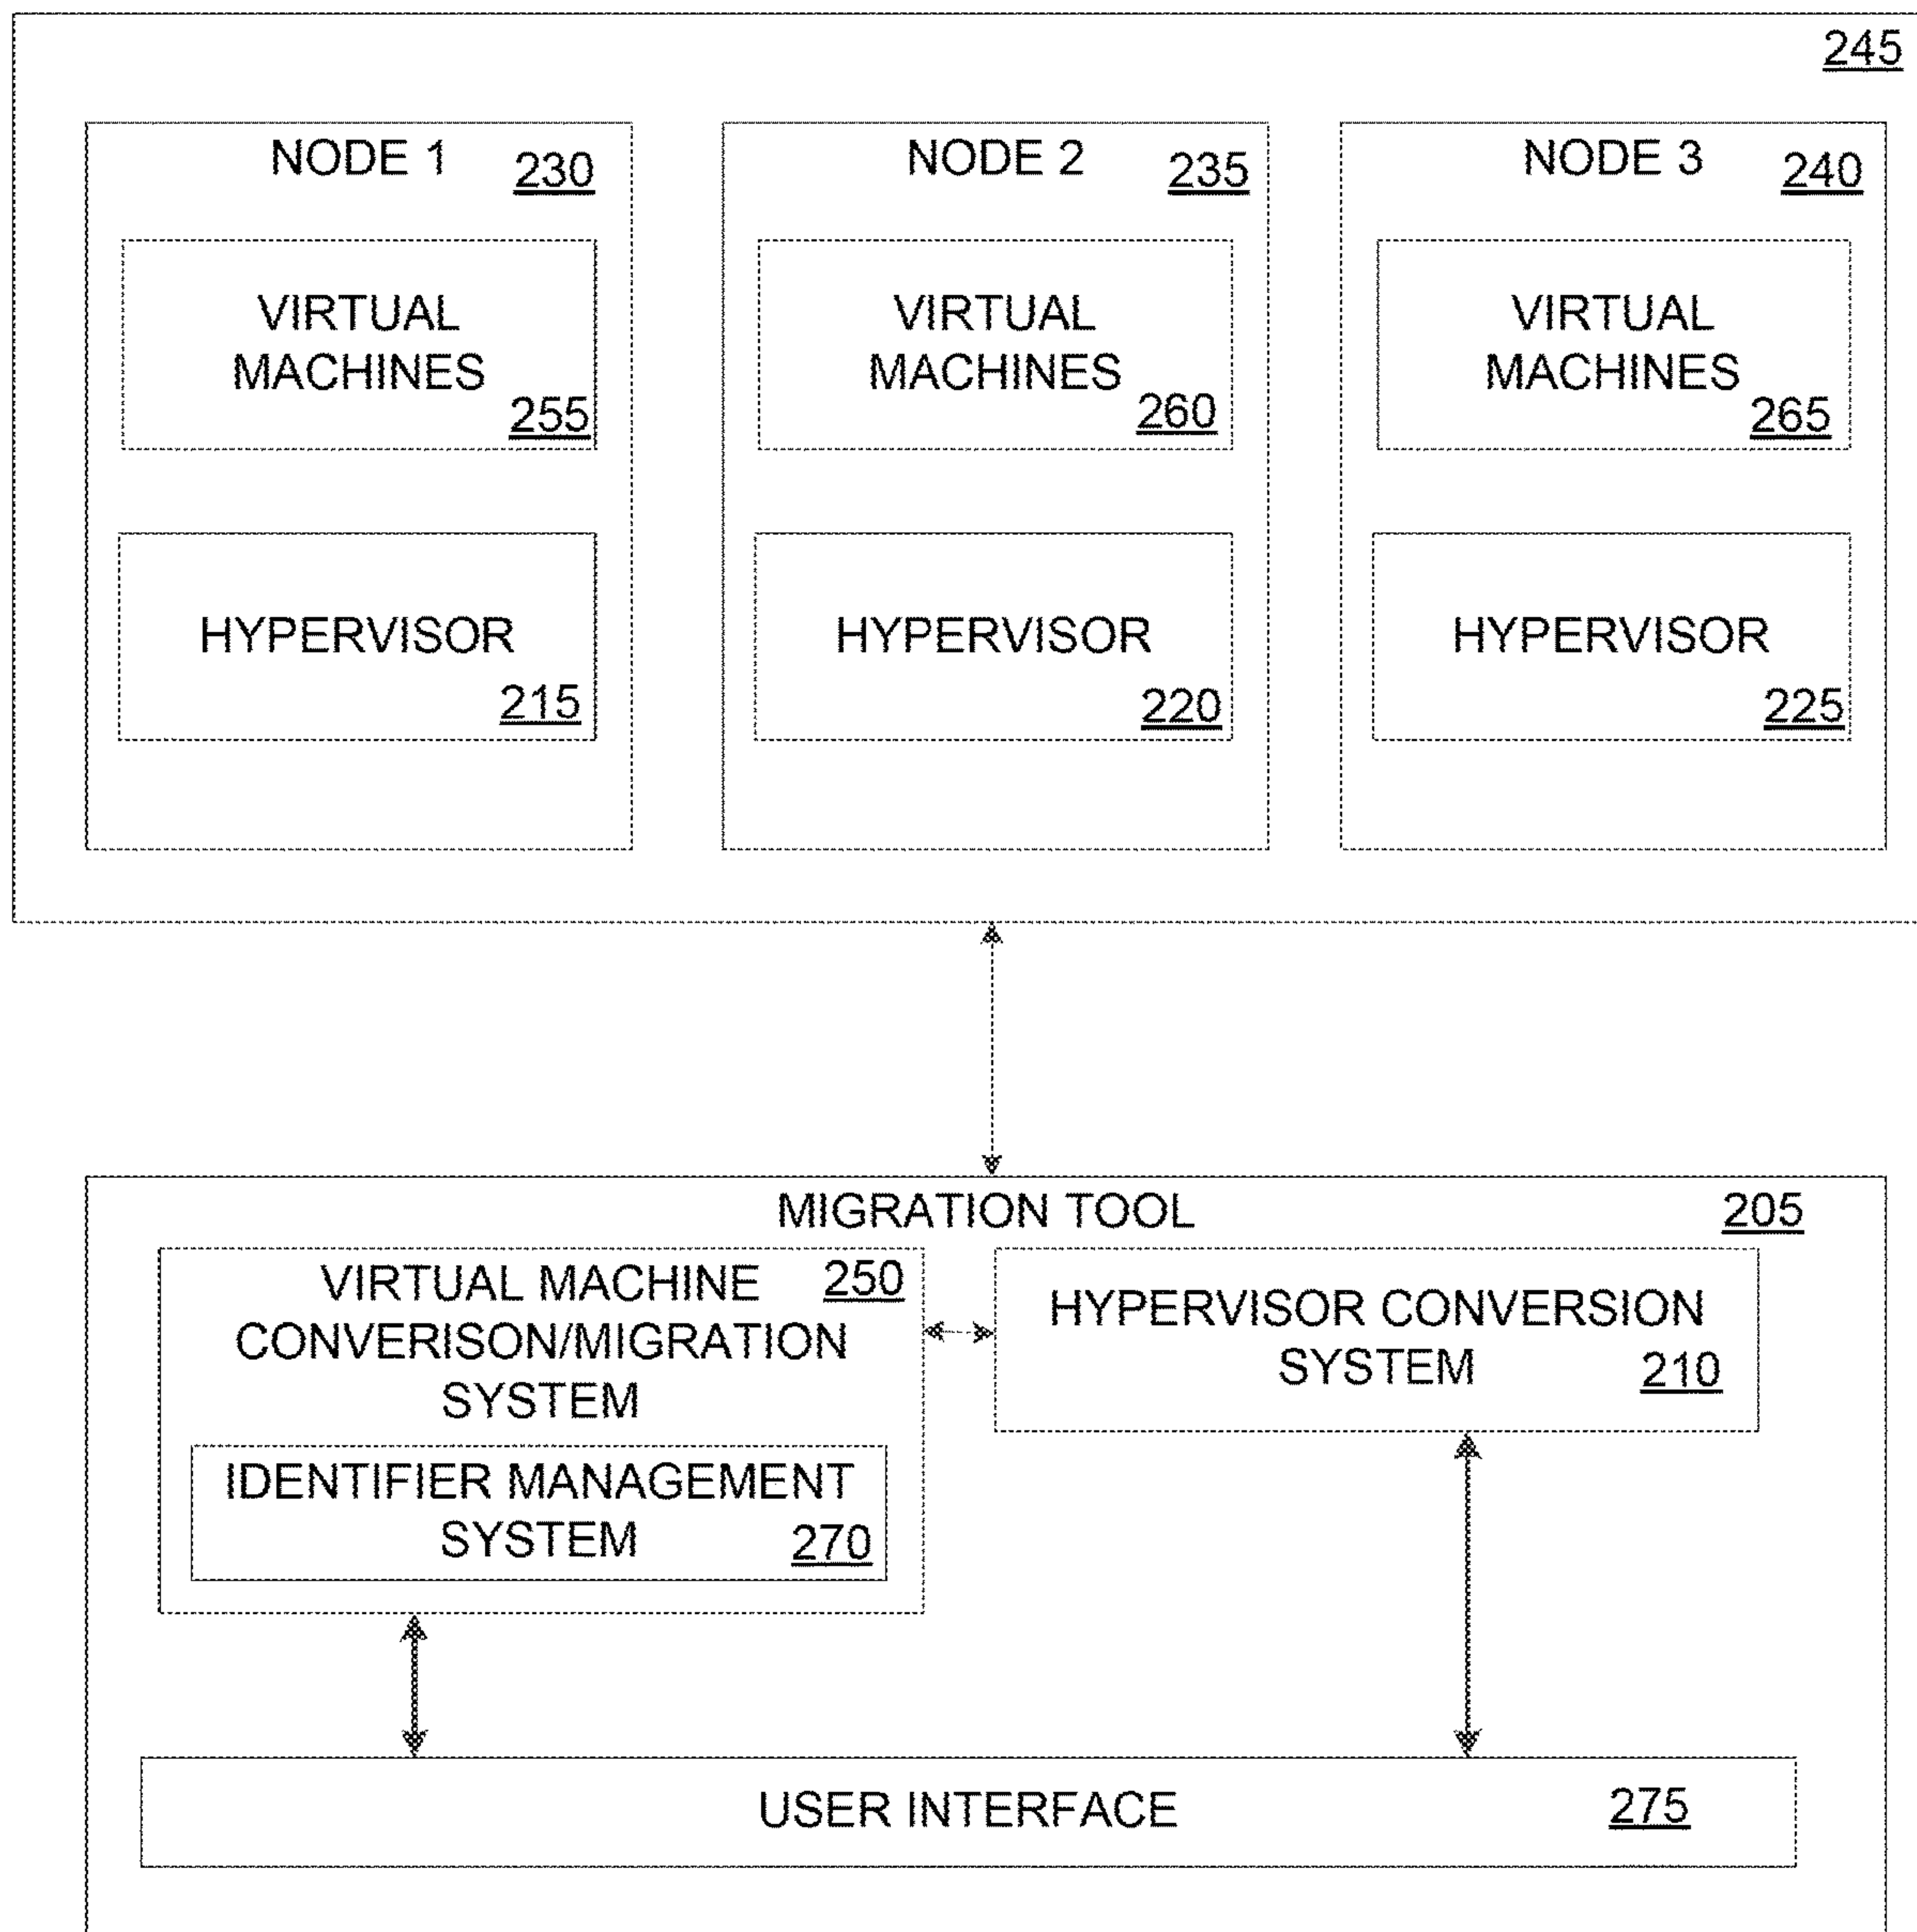 245
NODE 1
230
VIRTUAL
MACHINES
255
HYPERVISOR
215
NODE 2
235
VIRTUAL
MACHINES
260
HYPERVISOR
220
NODE 3
240
VIRTUAL
MACHINES
265
HYPERVISOR
225
MIGRATION TOOL
205
VIRTUAL MACHINE
250
CONVERISON/MIGRATION
SYSTEM
IDENTIFIER MANAGEMENT
SYSTEM
270
HYPERVISOR CONVERSION
SYSTEM
210
USER INTERFACE
275